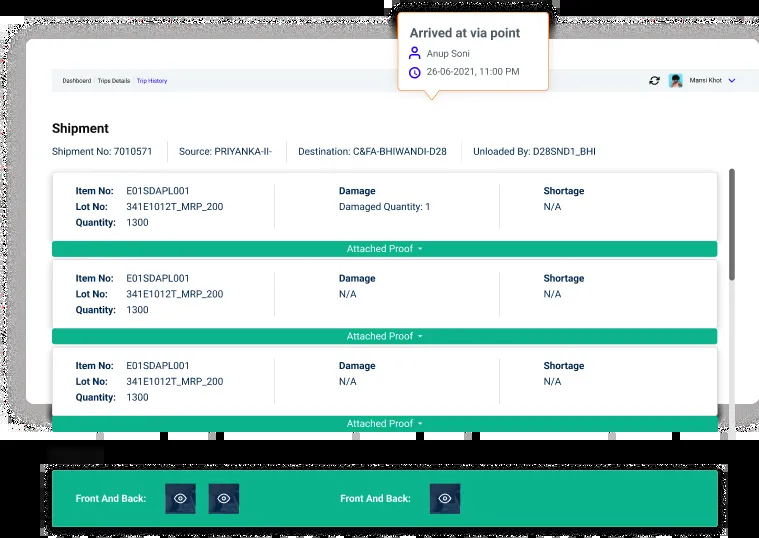 Arrived at via point
Anup Soni
26-06-2021, 11:00 PM
Dashboard Trips Details Trip History
Mansi Khot
Shipment
Shipment No: 7010571 Source: PRIYANKA-II- Destination: C&FA-BHIWANDI-D28 Unloaded By: D28SND1_BHI
Item No: E01SDAPL001 Damage Shortage
Lot No: 341E1012T_MRP_200 Damaged Quantity: 1 N/A
Quantity: 1300
Attached Proof
Item No: E01SDAPL001 Damage Shortage
Lot No: 341E1012T_MRP_200 N/A N/A
Quantity: 1300
Attached Proof
Item No: E01SDAPL001 Damage Shortage
Lot No: 341E1012T_MRP_200 N/A N/A
Quantity: 1300
Attached Proof
Front And Back: Front And Back: